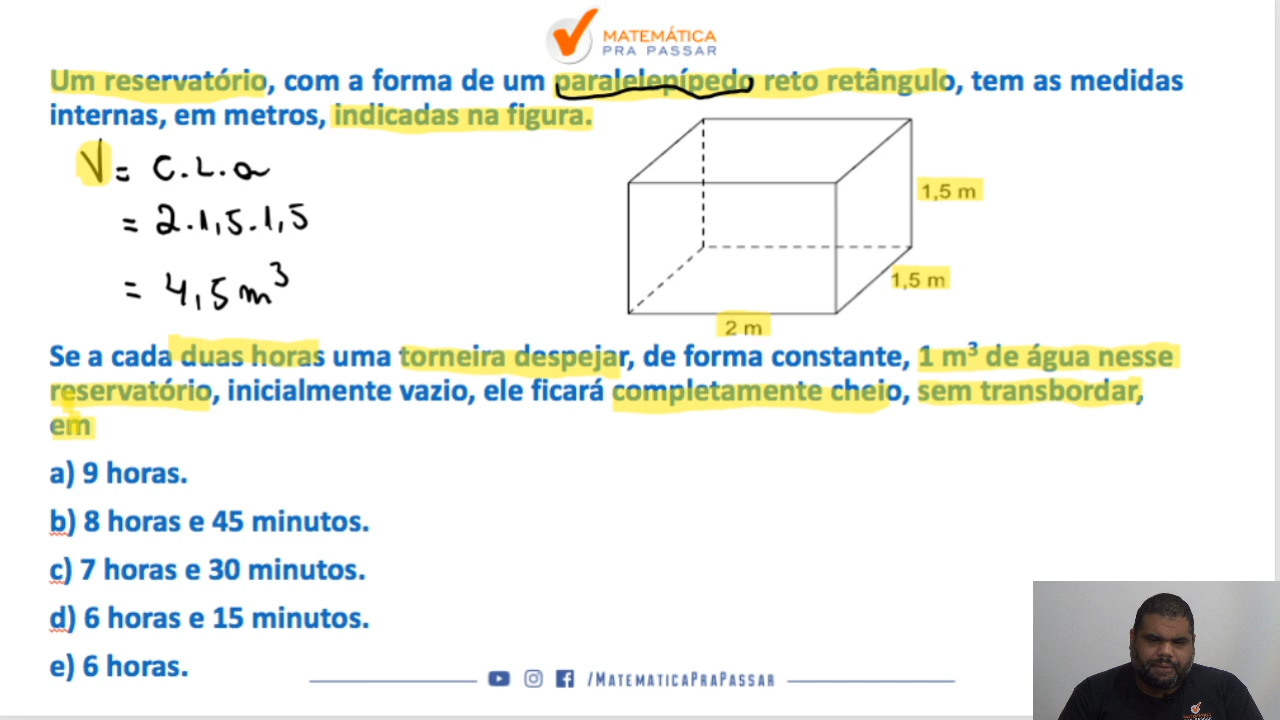 MATEMÁTICA
PRA PASSAR
Um reservatório, com a forma de um paralelepípedo reto retângulo, tem as medidas
internas, em metros, indicadas na figura.
V = C.L.a
= 2.1,5.1,5
= 4,5 m³
1,5 m
1,5 m
2 m
Se a cada duas horas uma torneira despejar, de forma constante, 1 m³ de água nesse
reservatório, inicialmente vazio, ele ficará completamente cheio, sem transbordar,
em
a) 9 horas.
b) 8 horas e 45 minutos.
c) 7 horas e 30 minutos.
d) 6 horas e 15 minutos.
e) 6 horas.
/MATEMATICAPRAPASSAR